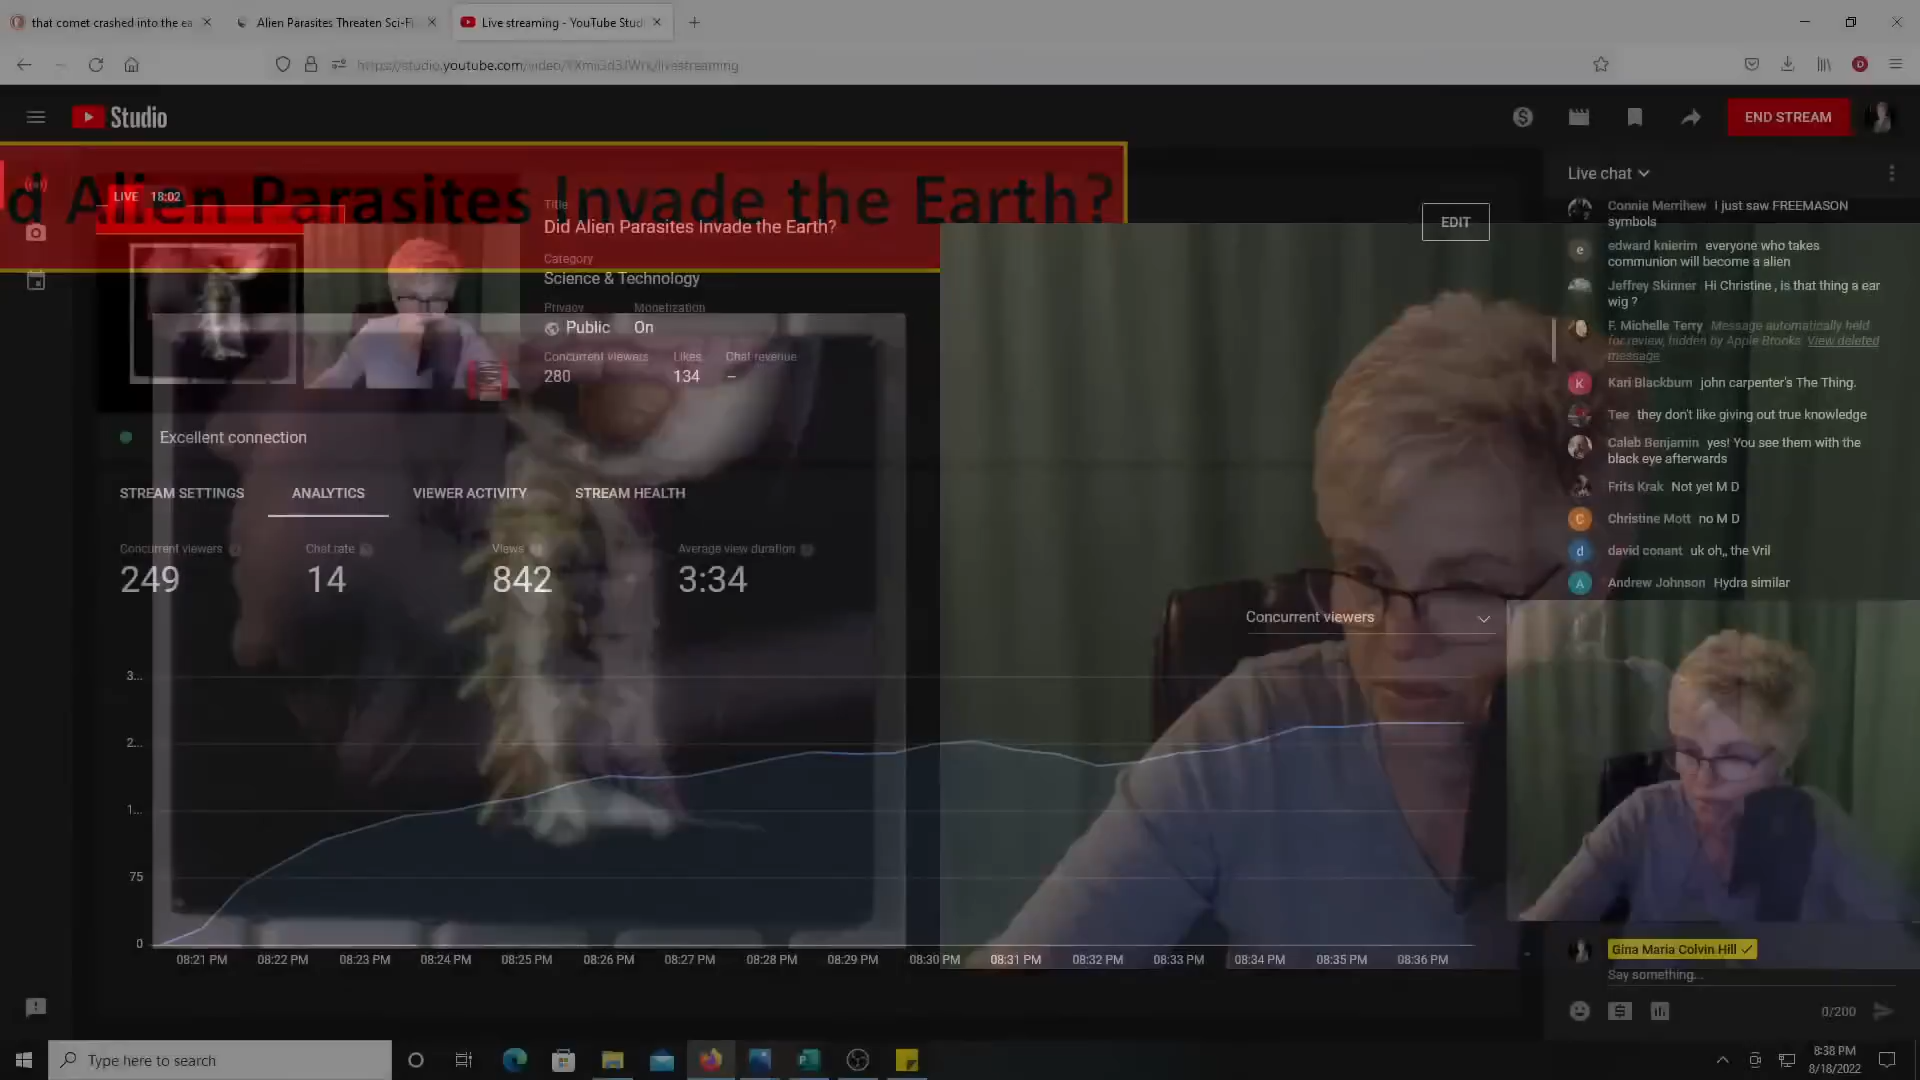 that comet crashed into the ea
Alien Parasites Threaten Sci-Fi
Live streaming - YouTube Studi
Studio
END STREAM
d Alien Parasites Invade the Earth?
LIVE 18:02
Title
Did Alien Parasites Invade the Earth?
Category
Science & Technology
Privacy Monetization
Public On
Concurrent viewers Likes Chat revenue
280 134 –
EDIT
Excellent connection
STREAM SETTINGS ANALYTICS VIEWER ACTIVITY STREAM HEALTH
Concurrent viewers Chat rate Views Average view duration
249 14 842 3:34
Concurrent viewers
3...
2...
1...
75
0
08:21 PM 08:22 PM 08:23 PM 08:24 PM 08:25 PM 08:26 PM 08:27 PM 08:28 PM 08:29 PM 08:30 PM 08:31 PM 08:32 PM 08:33 PM 08:34 PM 08:35 PM 08:36 PM
Live chat
Connie Merrihew I just saw FREEMASON
symbols
edward knierim everyone who takes
communion will become a alien
Jeffrey Skinner Hi Christine , is that thing a ear
wig ?
F. Michelle Terry Message automatically held
for review, hidden by Apple Brooks. View deleted
message
Kari Blackburn john carpenter's The Thing.
Tee they don't like giving out true knowledge
Caleb Benjamin yes! You see them with the
black eye afterwards
Frits Krak Not yet M D
Christine Mott no M D
david conant uk oh,, the Vril
Andrew Johnson Hydra similar
Gina Maria Colvin Hill
Say something...
0/200
Type here to search
8:38 PM
8/18/2022